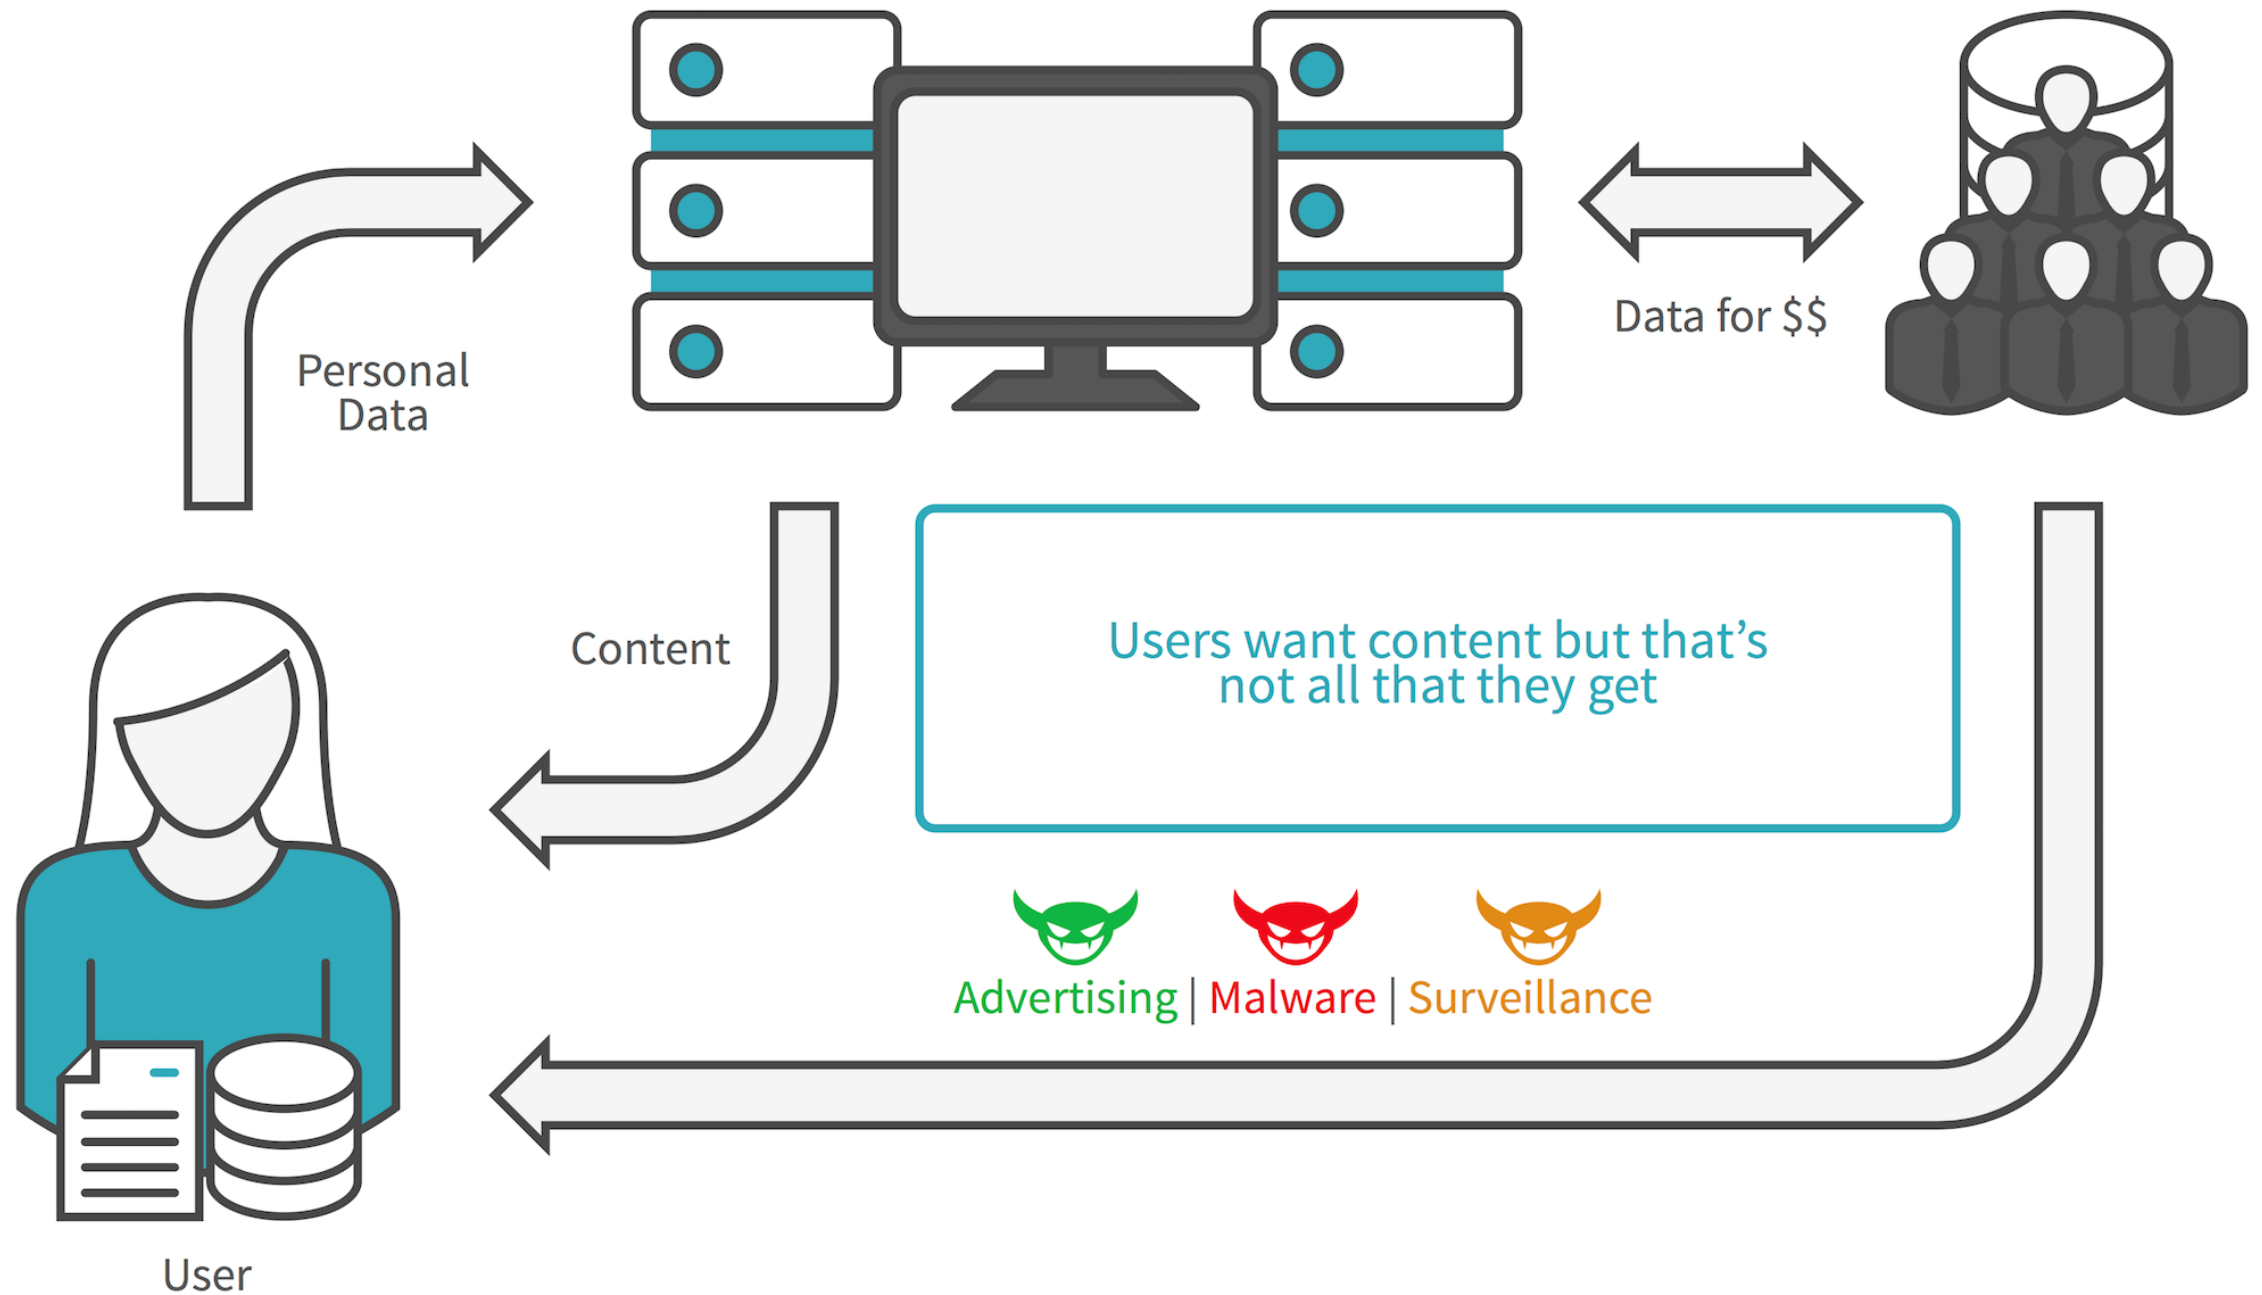 Data for $$
Personal
Data
Content
Users want content but that’s
not all that they get
Advertising | Malware | Surveillance
User